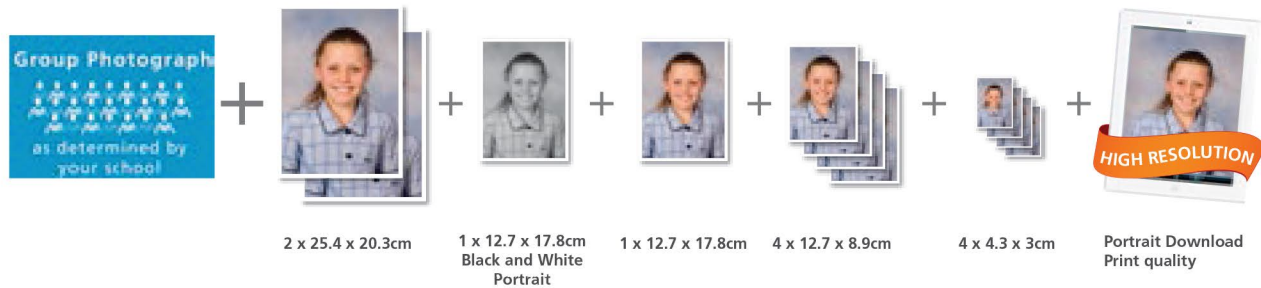 Group Photograph
as determined by
your school
HIGH RESOLUTION
2 x 25.4 x 20.3cm
1 x 12.7 x 17.8cm
Black and White
Portrait
1 x 12.7 x 17.8cm
4 x 12.7 x 8.9cm
4 x 4.3 x 3cm
Portrait Download
Print quality